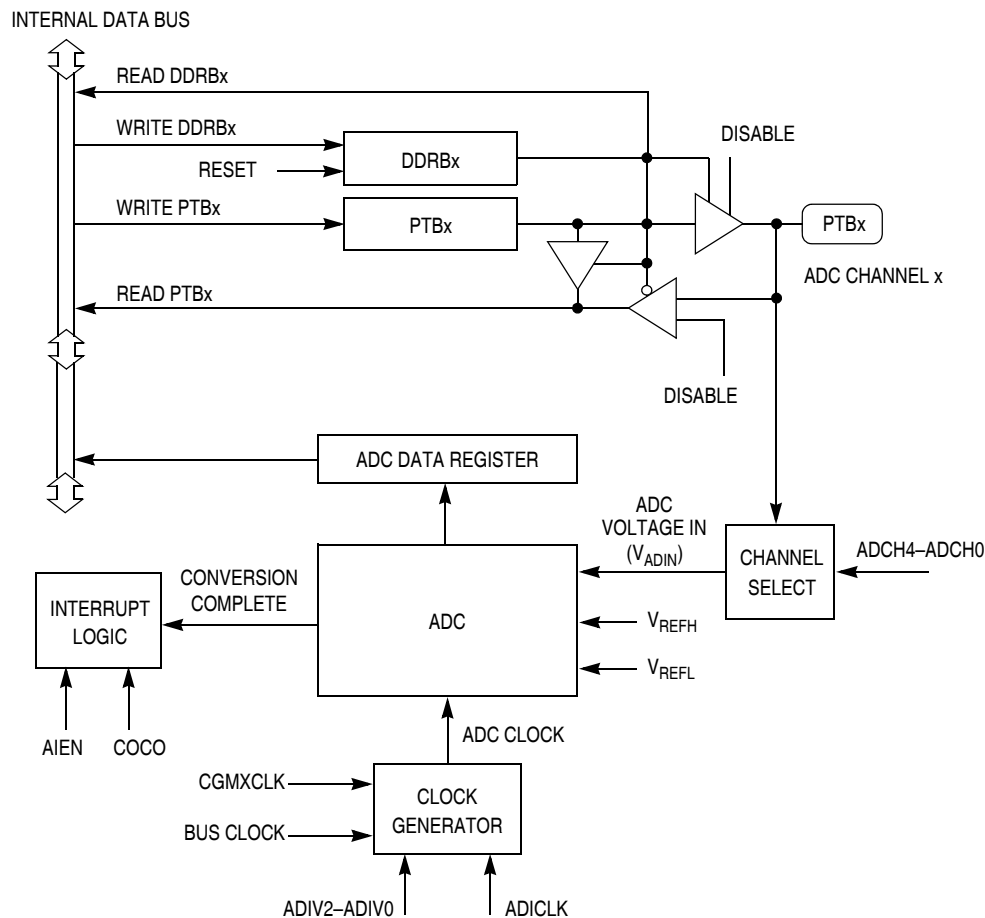 INTERNAL DATA BUS
READ DDRBx
WRITE DDRBx
DISABLE
DDRBx
RESET
WRITE PTBx
PTBx
PTBx
ADC CHANNEL x
READ PTBx
DISABLE
ADC DATA REGISTER
ADC
VOLTAGE IN
(VADIN)
CHANNEL
SELECT
ADCH4–ADCH0
CONVERSION
COMPLETE
INTERRUPT
LOGIC
ADC
VREFH
VREFL
AIEN
COCO
ADC CLOCK
CGMXCLK
CLOCK
GENERATOR
BUS CLOCK
ADIV2–ADIV0
ADICLK